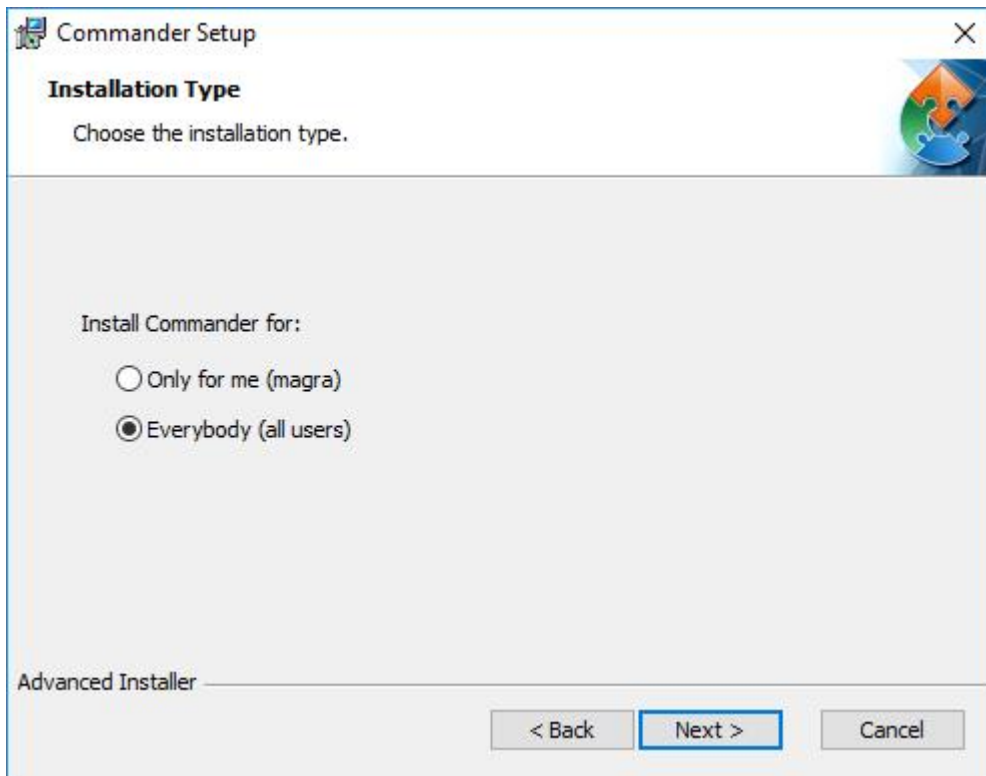 Commander Setup
Installation Type
Choose the installation type.
Install Commander for:
Only for me (magra)
Everybody (all users)
Advanced Installer
< Back Next > Cancel